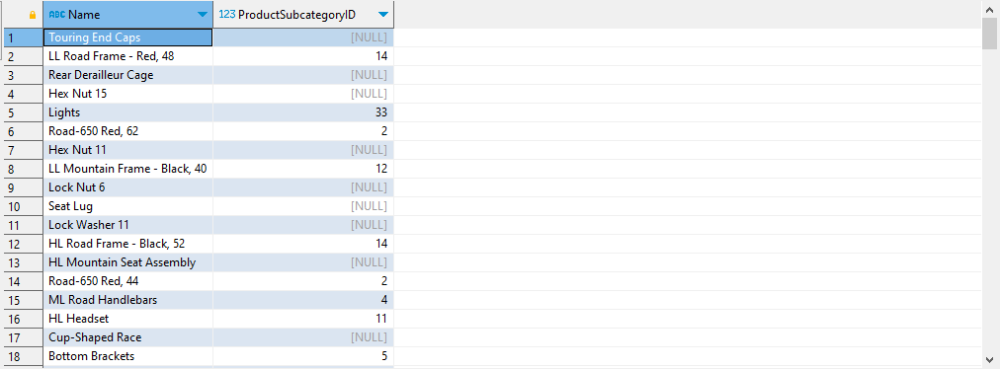 ABC Name 123 ProductSubcategoryID
1 Touring End Caps [NULL]
2 LL Road Frame - Red, 48 14
3 Rear Derailleur Cage [NULL]
4 Hex Nut 15 [NULL]
5 Lights 33
6 Road-650 Red, 62 2
7 Hex Nut 11 [NULL]
8 LL Mountain Frame - Black, 40 12
9 Lock Nut 6 [NULL]
10 Seat Lug [NULL]
11 Lock Washer 11 [NULL]
12 HL Road Frame - Black, 52 14
13 HL Mountain Seat Assembly [NULL]
14 Road-650 Red, 44 2
15 ML Road Handlebars 4
16 HL Headset 11
17 Cup-Shaped Race [NULL]
18 Bottom Brackets 5